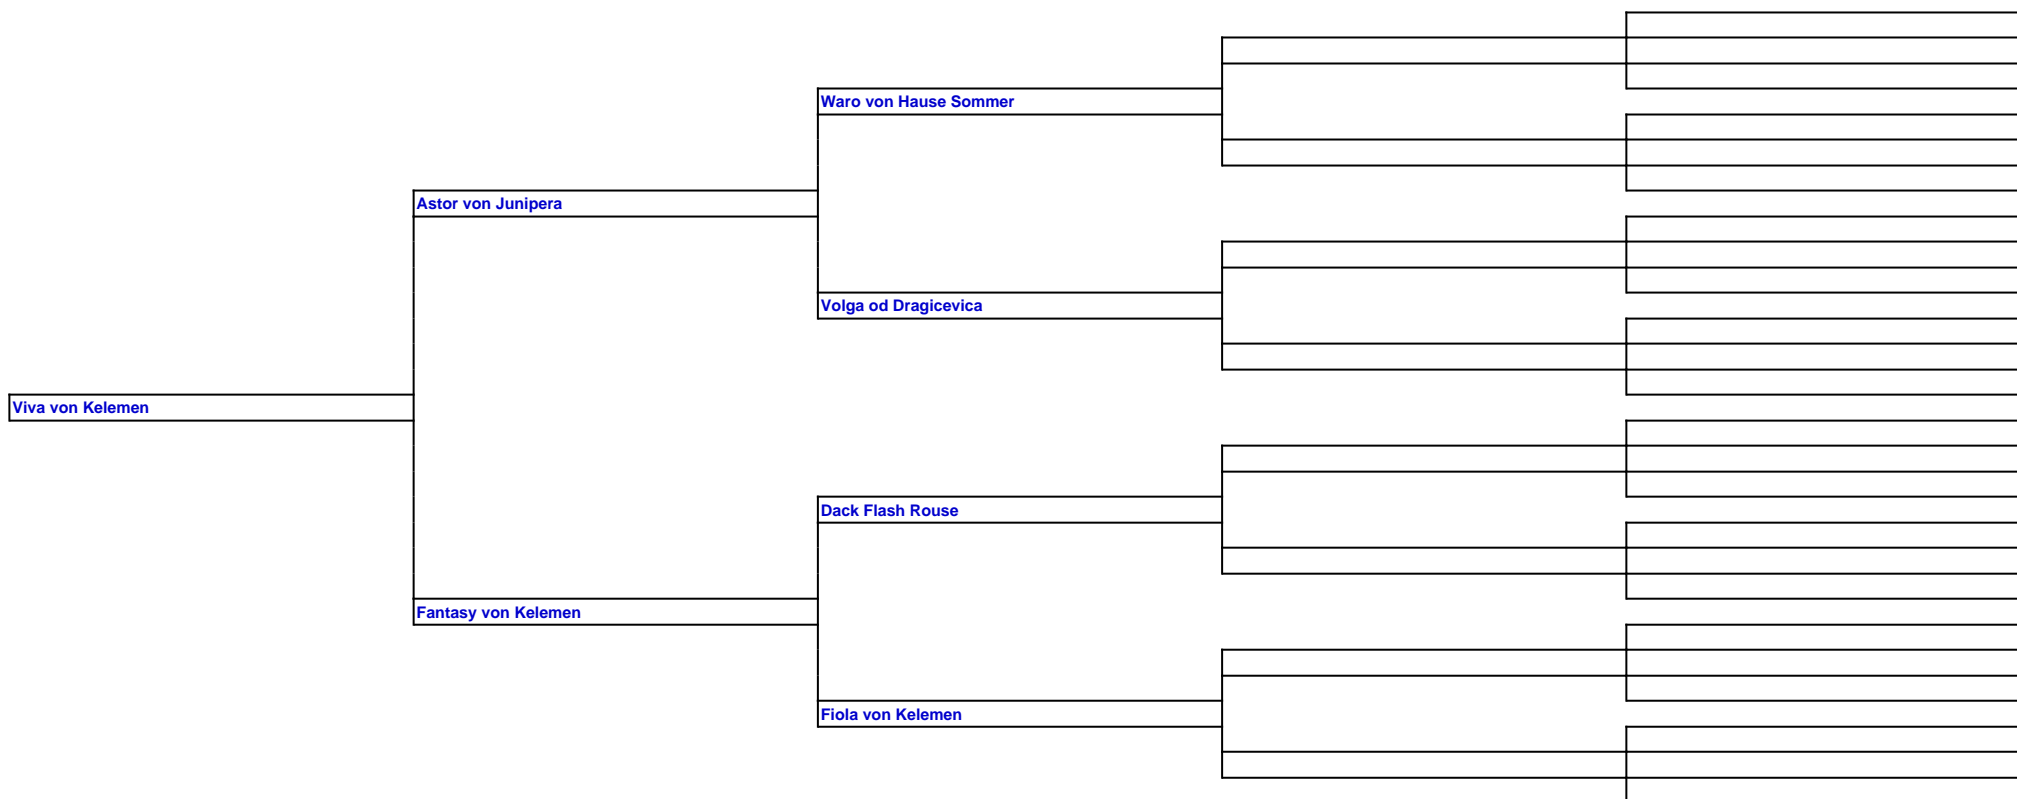 Waro von Hause Sommer
Astor von Junipera
Volga od Dragicevica
Viva von Kelemen
Dack Flash Rouse
Fantasy von Kelemen
Fiola von Kelemen